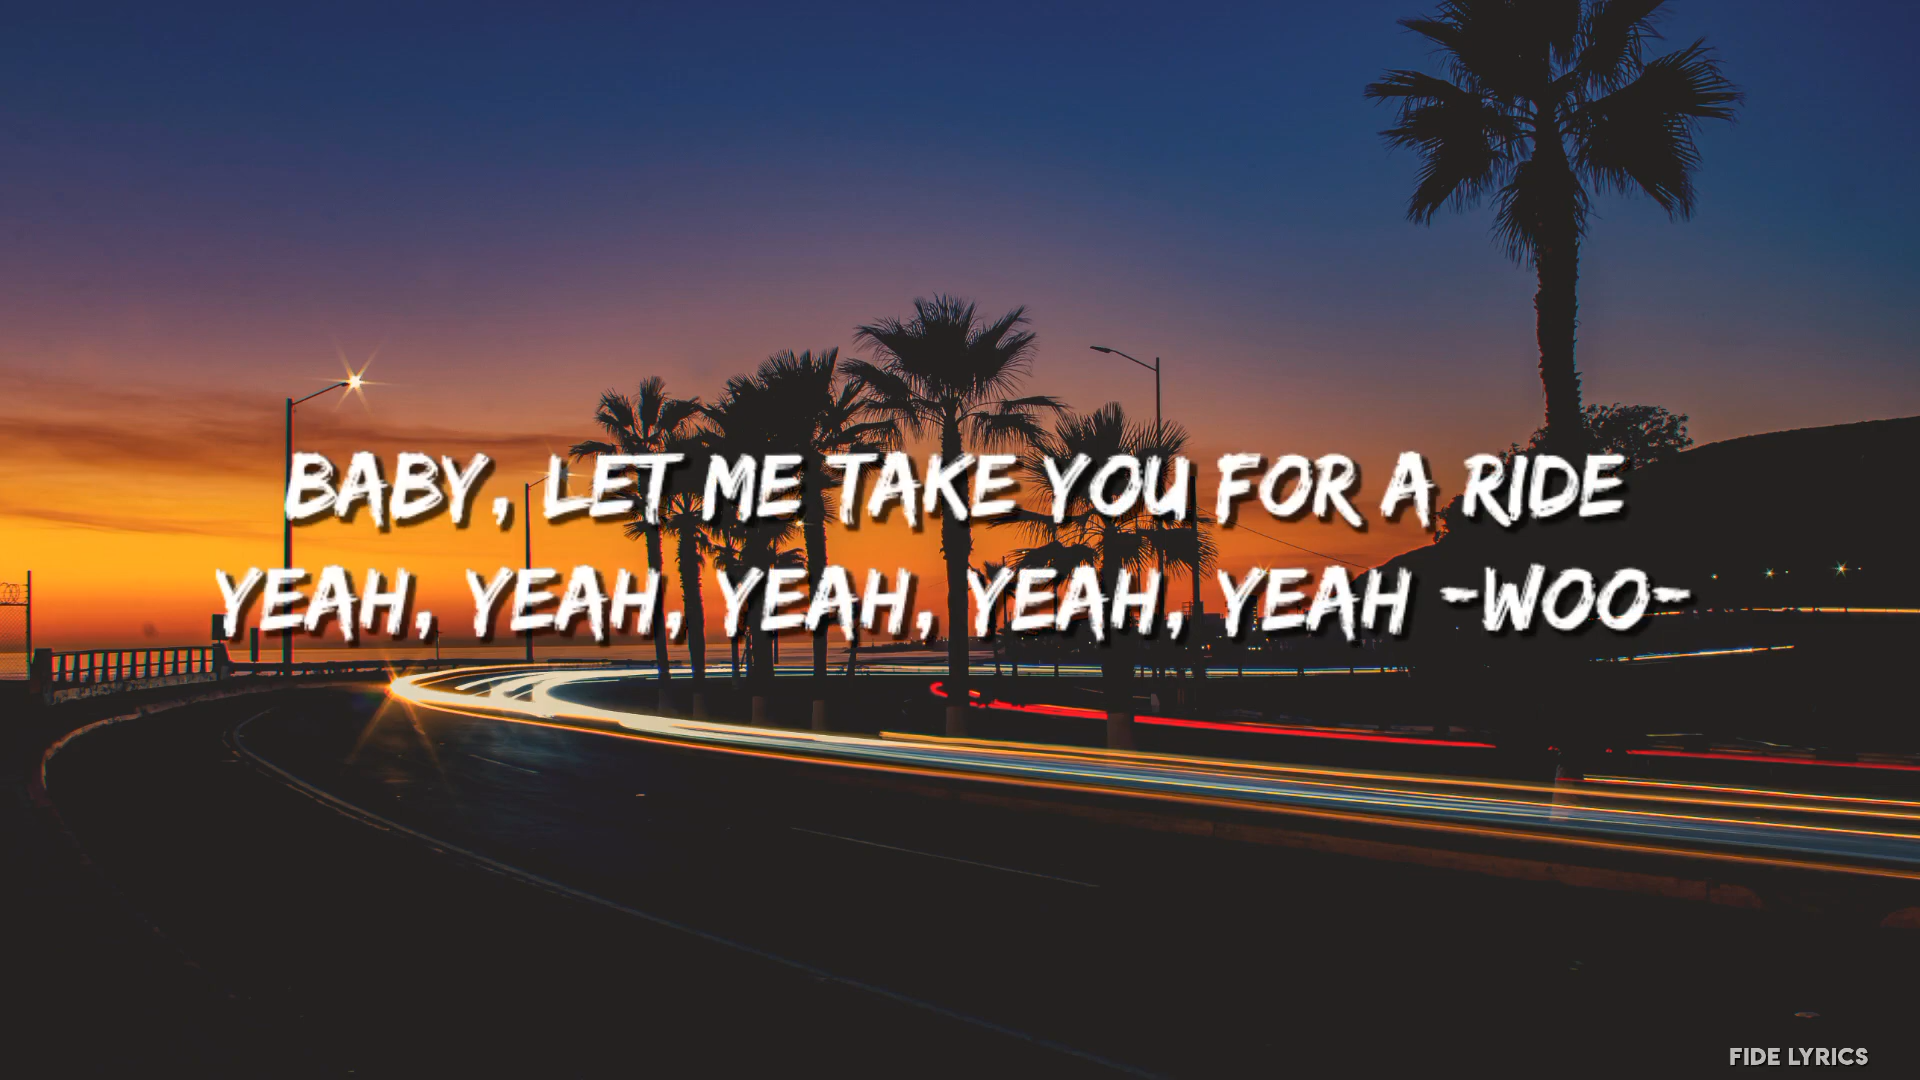 BABY, LET ME TAKE YOU FOR A RIDE
YEAH, YEAH, YEAH, YEAH, YEAH -WOO-
FIDE LYRICS